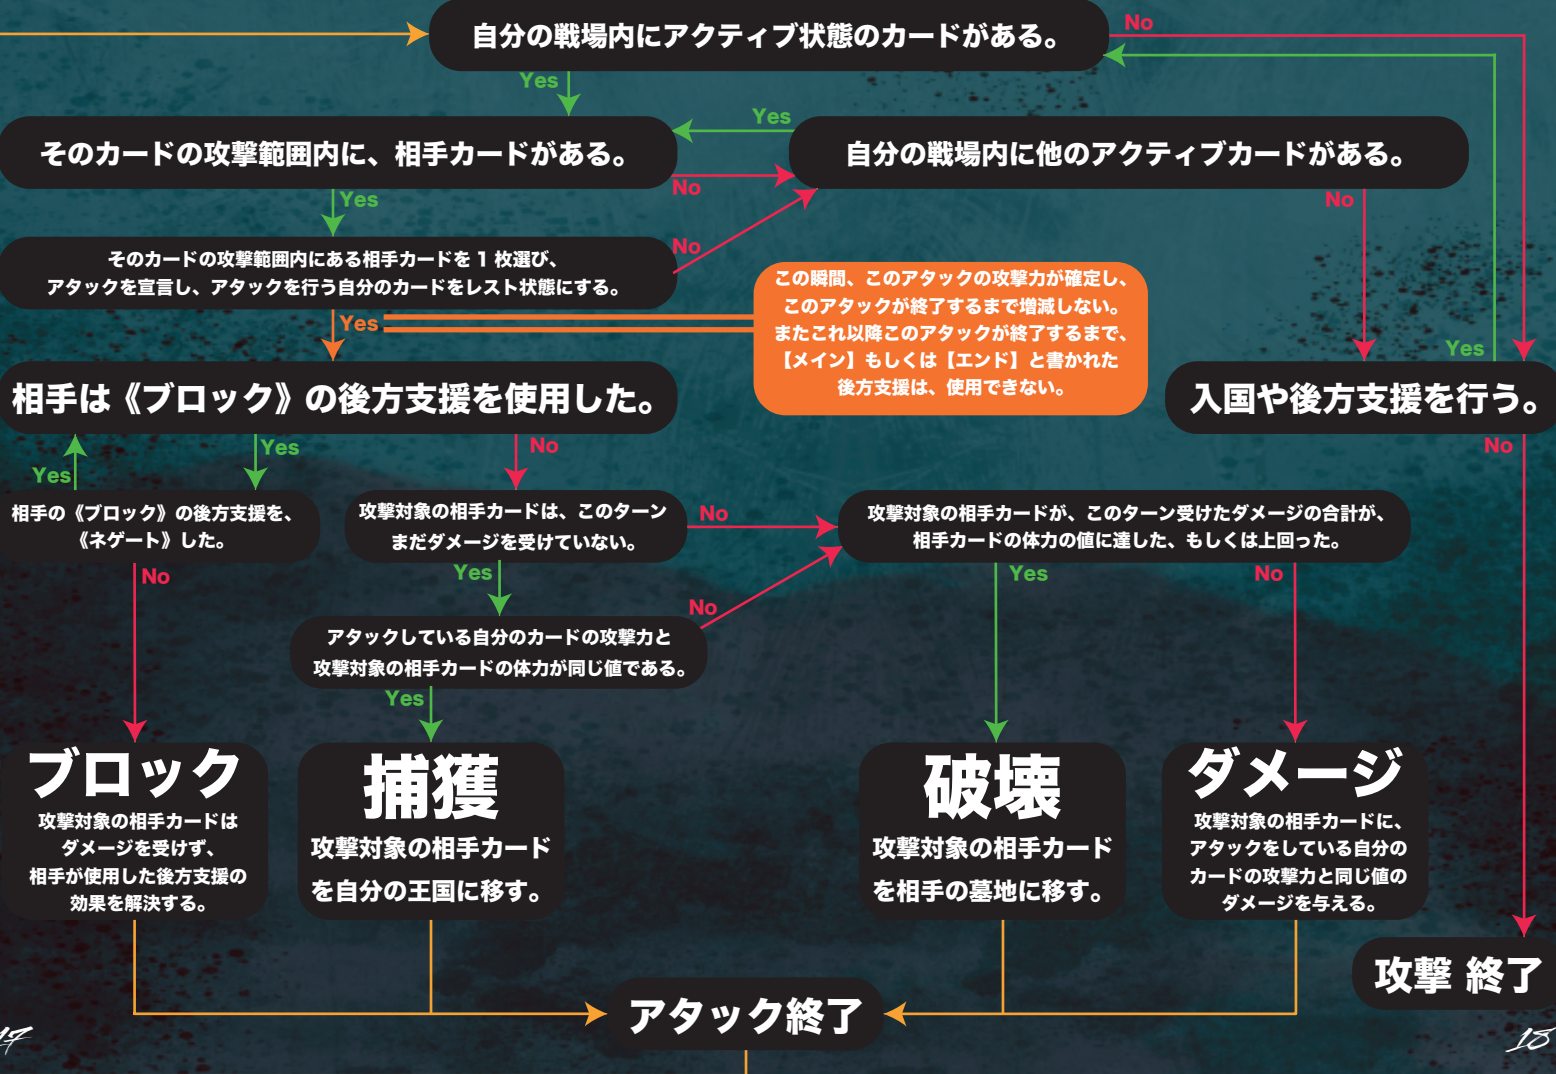 自分の戦場内にアクティブ状態のカードがある。
No
Yes
Yes
そのカードの攻撃範囲内に、相手カードがある。
自分の戦場内に他のアクティブカードがある。
No
Yes
No
No
そのカードの攻撃範囲内にある相手カードを1枚選び、
アタックを宣言し、アタックを行う自分のカードをレスト状態にする。
この瞬間、このアタックの攻撃力が確定し、
このアタックが終了するまで増減しない。
またこれ以降このアタックが終了するまで、
【メイン】もしくは【エンド】と書かれた
後方支援は、使用できない。
Yes
Yes
相手は《ブロック》の後方支援を使用した。
入国や後方支援を行う。
Yes
Yes
No
No
相手の《ブロック》の後方支援を、
《ネゲート》した。
攻撃対象の相手カードは、このターン
まだダメージを受けていない。
No
攻撃対象の相手カードが、このターン受けたダメージの合計が、
相手カードの体力の値に達した、もしくは上回った。
No
Yes
Yes
No
No
アタックしている自分のカードの攻撃力と
攻撃対象の相手カードの体力が同じ値である。
Yes
ブロック
攻撃対象の相手カードは
ダメージを受けず、
相手が使用した後方支援の
効果を解決する。
捕獲
攻撃対象の相手カード
を自分の王国に移す。
破壊
攻撃対象の相手カード
を相手の墓地に移す。
ダメージ
攻撃対象の相手カードに、
アタックをしている自分の
カードの攻撃力と同じ値の
ダメージを与える。
攻撃 終了
アタック終了
17
18